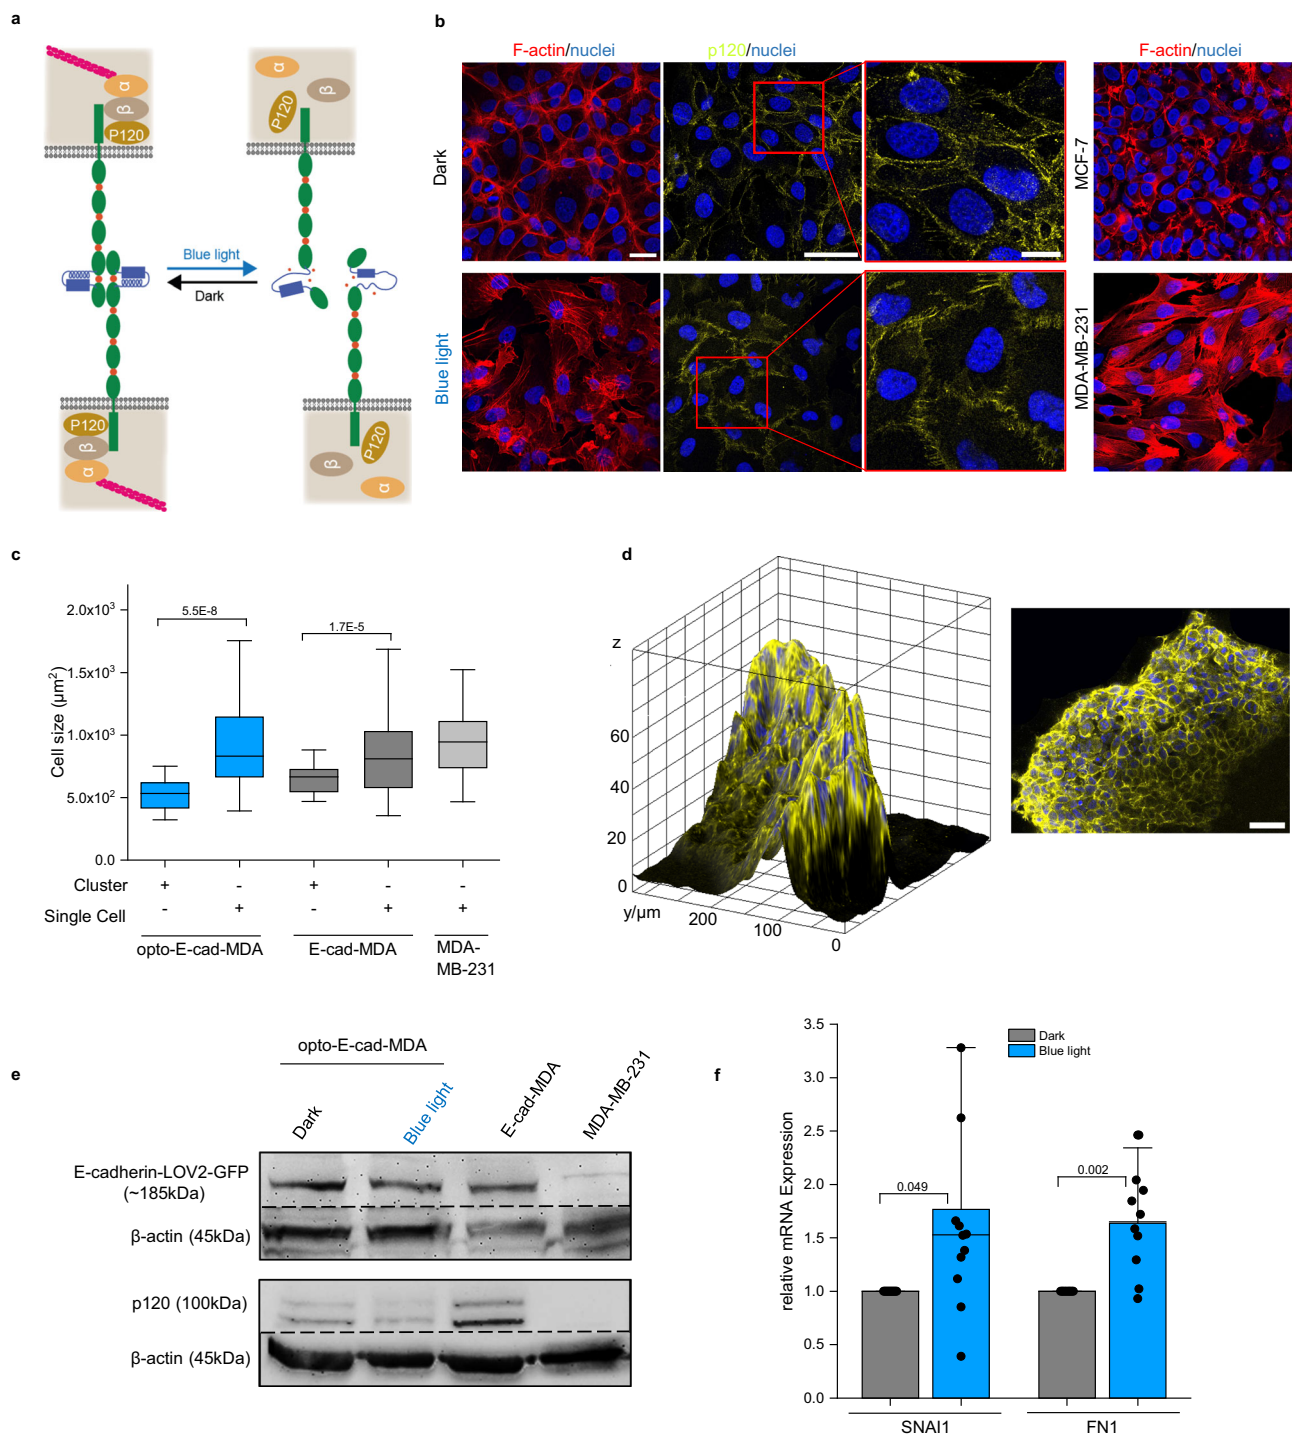 a
α
β
P120
α
β
P120
Blue light
Dark
P120
β
α
P120
β
α
b
F-actin/nuclei
p120/nuclei
F-actin/nuclei
Dark
MCF-7
Blue light
MDA-MB-231
c
Cell size (µm²)
2.0x10³
1.5x10³
1.0x10³
5.0x10²
0.0
5.5E-8
1.7E-5
Cluster + - + - -
Single Cell - + - + +
opto-E-cad-MDA
E-cad-MDA
MDA-
MB-231
d
z
60
40
20
0
y/µm
200
100
0
e
opto-E-cad-MDA
Dark
Blue light
E-cad-MDA
MDA-MB-231
E-cadherin-LOV2-GFP
(~185kDa)
β-actin (45kDa)
p120 (100kDa)
β-actin (45kDa)
f
relative mRNA Expression
3.5
3.0
2.5
2.0
1.5
1.0
0.5
0.0
Dark
Blue light
0.049
0.002
SNAI1
FN1